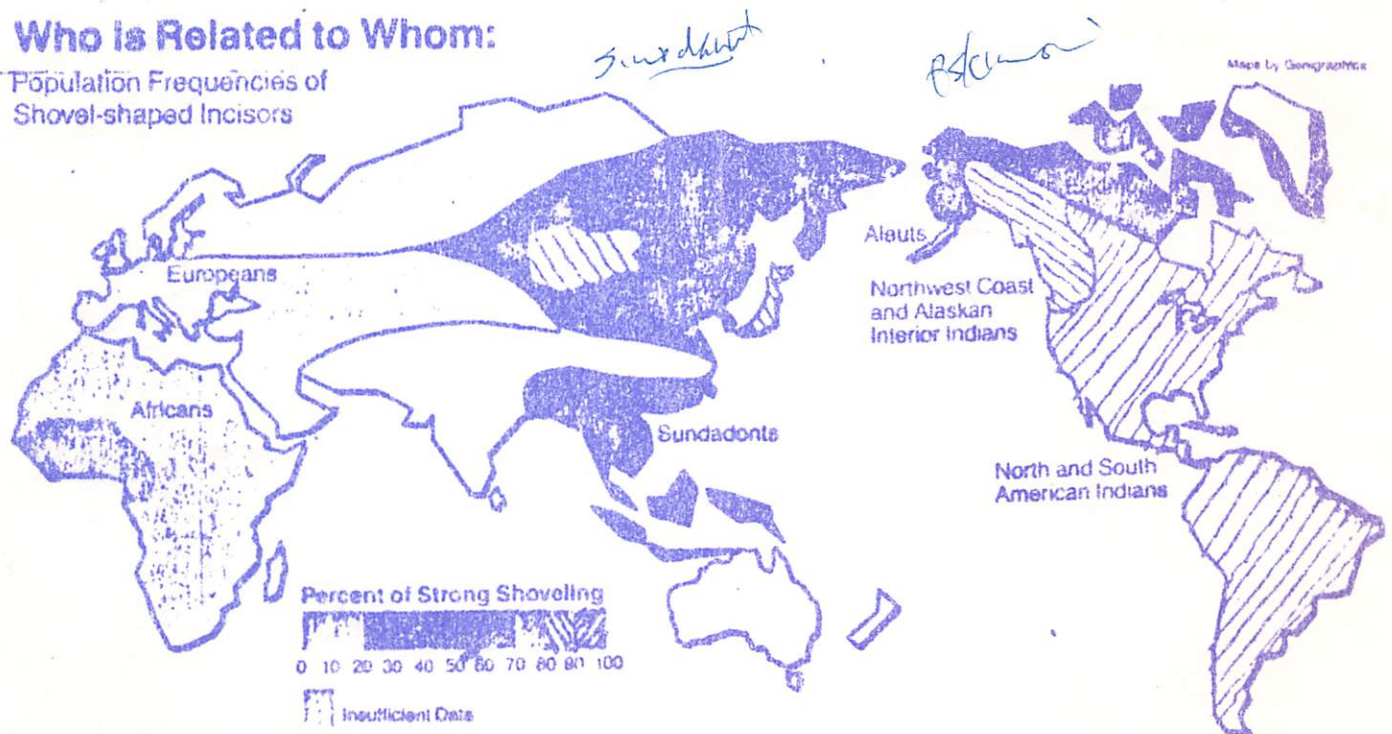 Who is Related to Whom:
Population Frequencies of
Shovel-shaped Incisors
Maps by Genigraphics
Europeans
Africans
Sundadonts
Eskimos
Aleuts
Northwest Coast
and Alaskan
Interior Indians
North and South
American Indians
Percent of Strong Shoveling
0 10 20 30 40 50 60 70 80 90 100
Insufficient Data